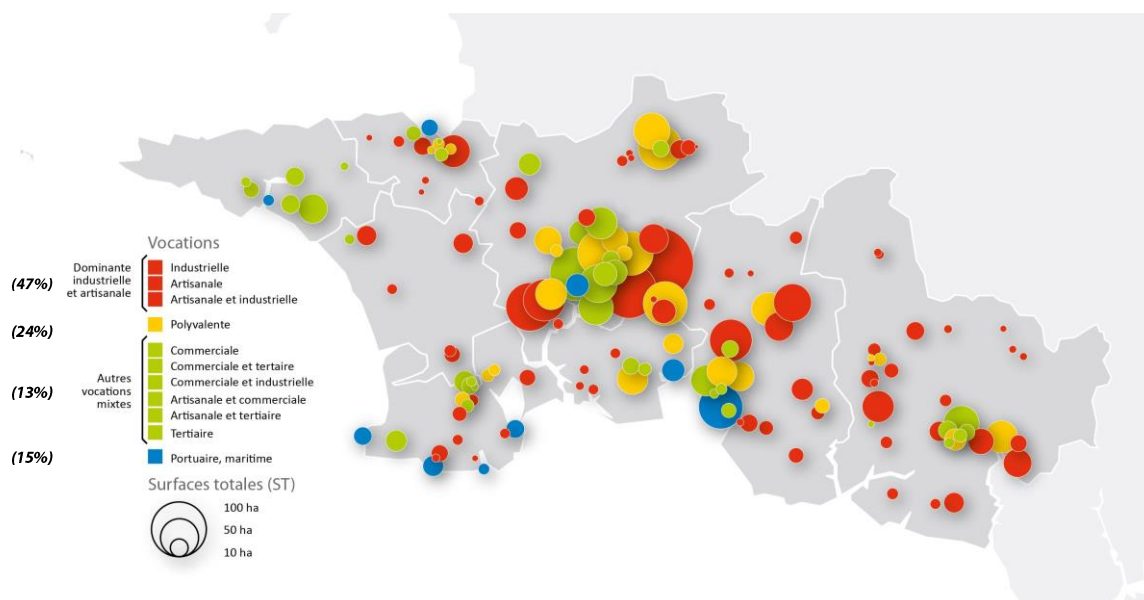 Vocations
(47%)
Dominante
industrielle
et artisanale
Industrielle
Artisanale
Artisanale et industrielle
(24%)
Polyvalente
(13%)
Autres
vocations
mixtes
Commerciale
Commerciale et tertaire
Commerciale et industrielle
Artisanale et commerciale
Artisanale et tertiaire
Tertiaire
(15%)
Portuaire, maritime
Surfaces totales (ST)
100 ha
50 ha
10 ha